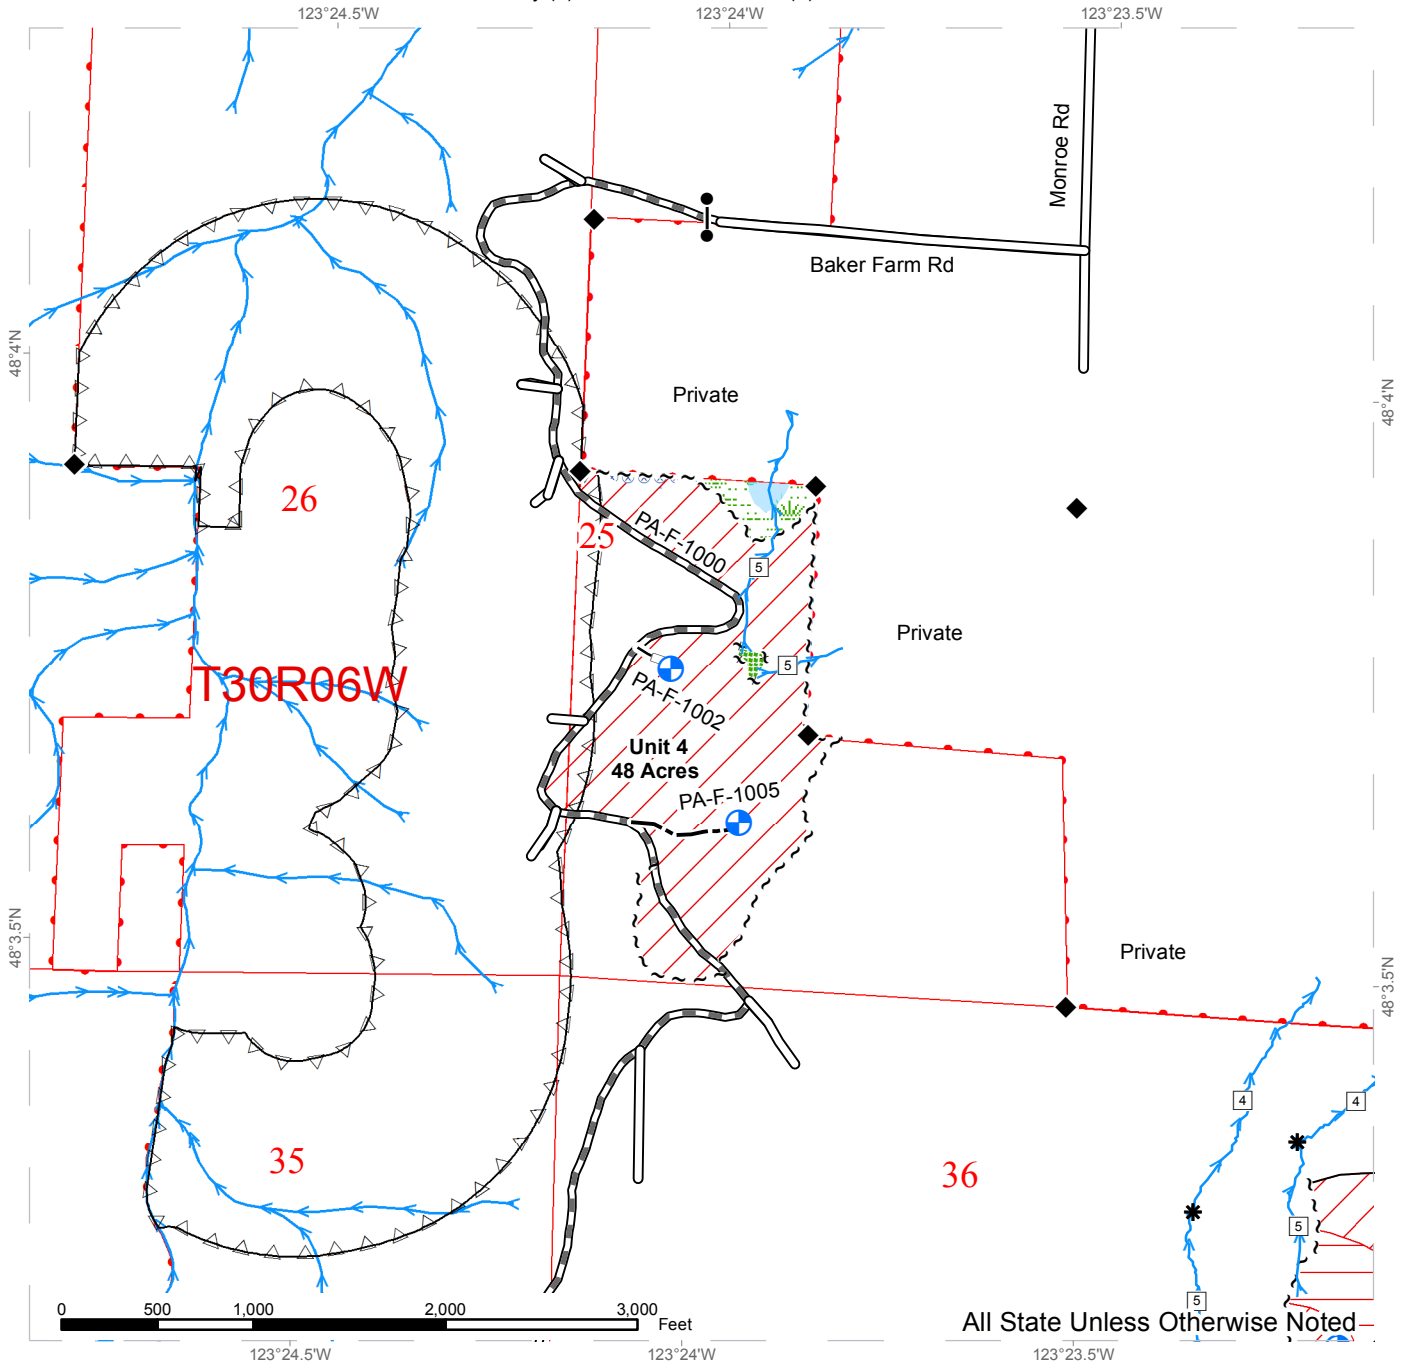 123°24.5'W
123°24'W
123°23.5'W
Monroe Rd
Baker Farm Rd
48°4'N
48°4'N
Private
26
25
PA-F-1000
5
Private
5
T30R06W
PA-F-1002
Unit 4
48 Acres
PA-F-1005
48°3.5'N
Private
48°3.5'N
4
4
35
36
5
5
0
500
1,000
2,000
3,000
Feet
All State Unless Otherwise Noted
123°24.5'W
123°24'W
123°23.5'W